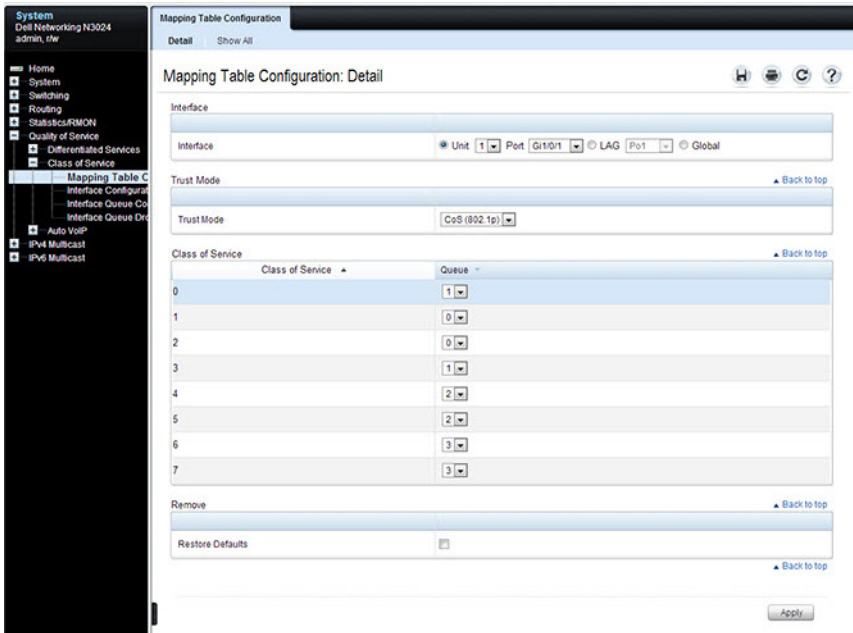 System
Dell Networking N3024
admin, r/w
Home
System
Switching
Routing
Statistics/RMON
Quality of Service
Differentiated Services
Class of Service
Mapping Table C
Interface Configurat
Interface Queue Co
Interface Queue Dro
Auto VoIP
IPv4 Multicast
IPv6 Multicast
Mapping Table Configuration
Detail Show All
Mapping Table Configuration: Detail
Interface
Interface Unit 1 Port Gi1/0/1 LAG Po1 Global
Trust Mode Back to top
Trust Mode CoS (802.1p)
Class of Service Back to top
Class of Service Queue
0 1
1 0
2 0
3 1
4 2
5 2
6 3
7 3
Remove Back to top
Restore Defaults
Back to top
Apply